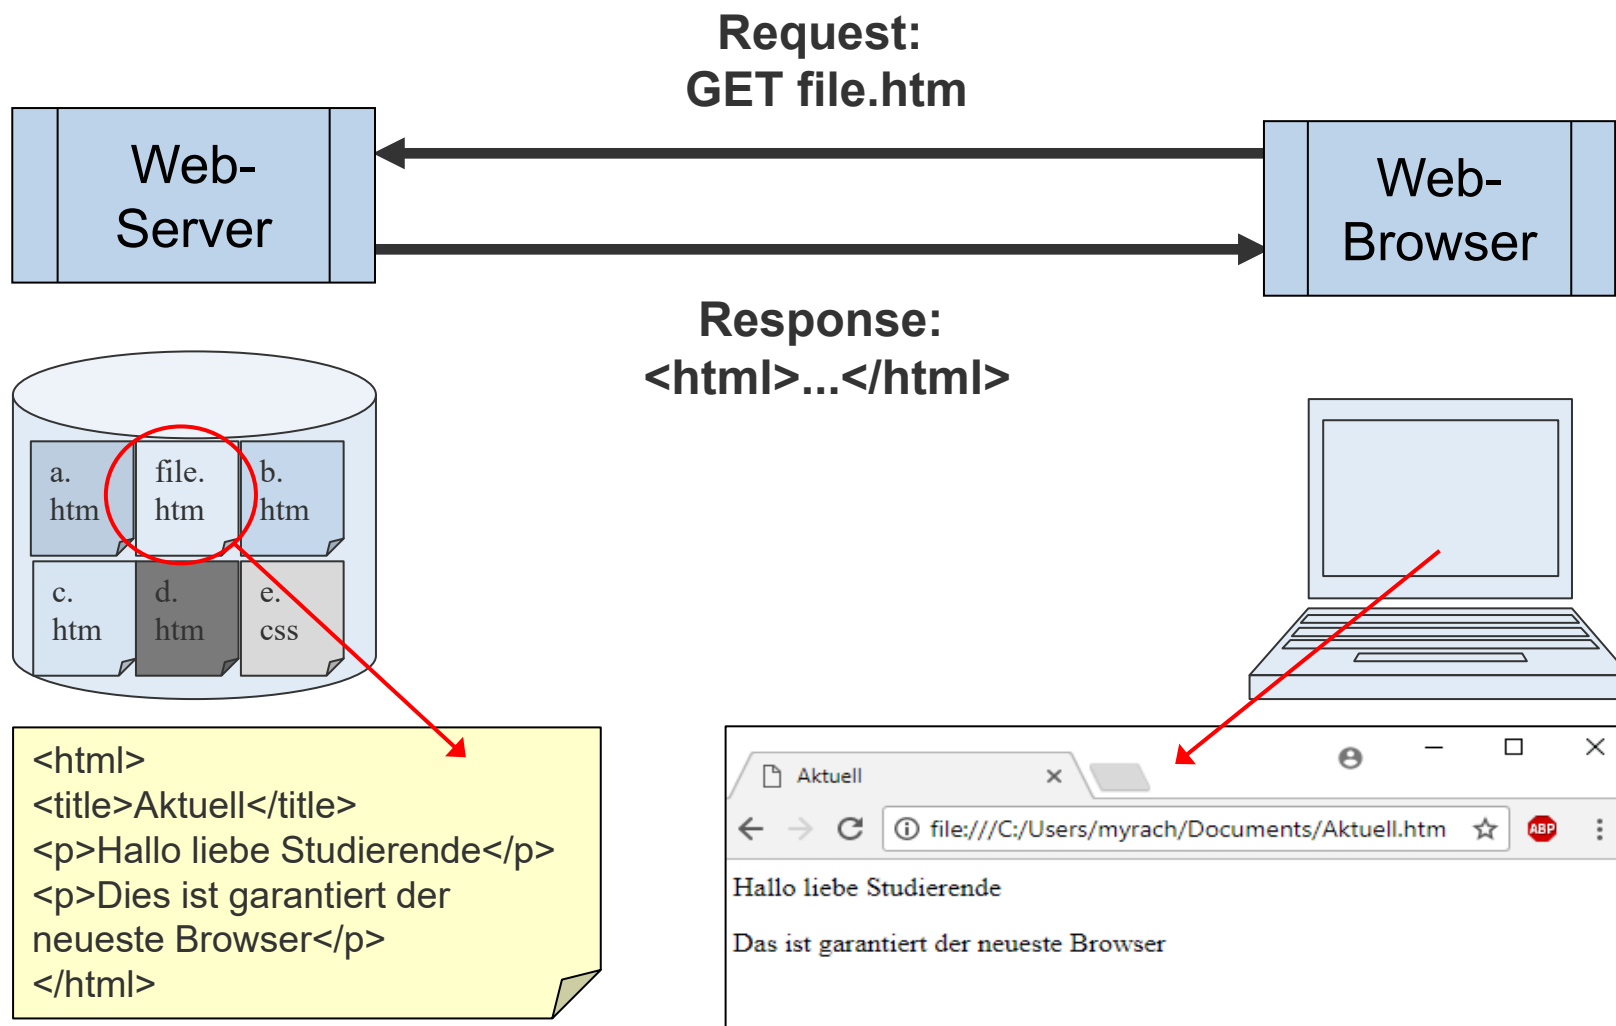 Request:
GET file.htm
Web-
Server
Web-
Browser
Response:
<html>...</html>
a.
htm
file.
htm
b.
htm
c.
htm
d.
htm
e.
css
<html>
<title>Aktuell</title>
<p>Hallo liebe Studierende</p>
<p>Dies ist garantiert der
neueste Browser</p>
</html>
Aktuell
file:///C:/Users/myrach/Documents/Aktuell.htm
ABP
Hallo liebe Studierende
Das ist garantiert der neueste Browser